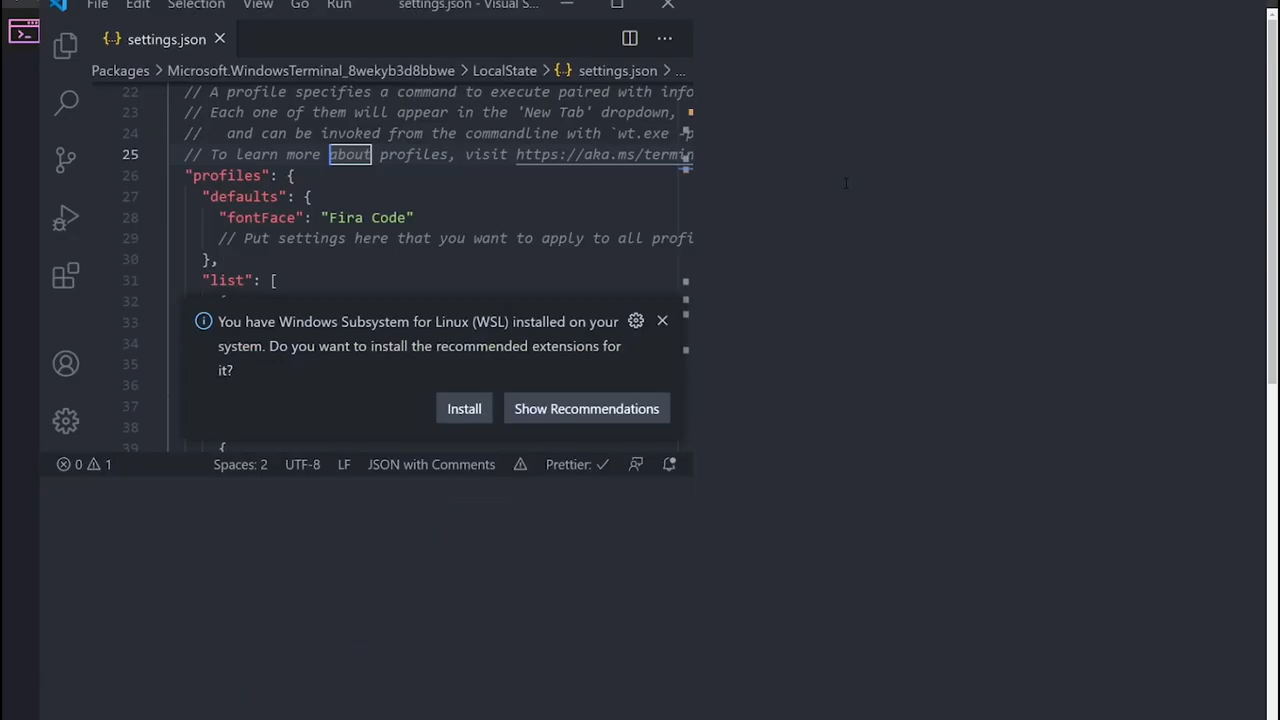 File Edit Selection View Go Run settings.json - Visual S...
settings.json
Packages > Microsoft.WindowsTerminal_8wekyb3d8bbwe > LocalState > {} settings.json > ...
22 // A profile specifies a command to execute paired with info
23 // Each one of them will appear in the 'New Tab' dropdown,
24 //   and can be invoked from the commandline with `wt.exe -p
25 // To learn more about profiles, visit https://aka.ms/termin
26 "profiles": {
27 "defaults": {
28 "fontFace": "Fira Code"
29 // Put settings here that you want to apply to all profi
30 },
31 "list": [
32
33
34
35
36
37
38
39 {
You have Windows Subsystem for Linux (WSL) installed on your
system. Do you want to install the recommended extensions for
it?
Install Show Recommendations
0 1 Spaces: 2 UTF-8 LF JSON with Comments Prettier: ✓